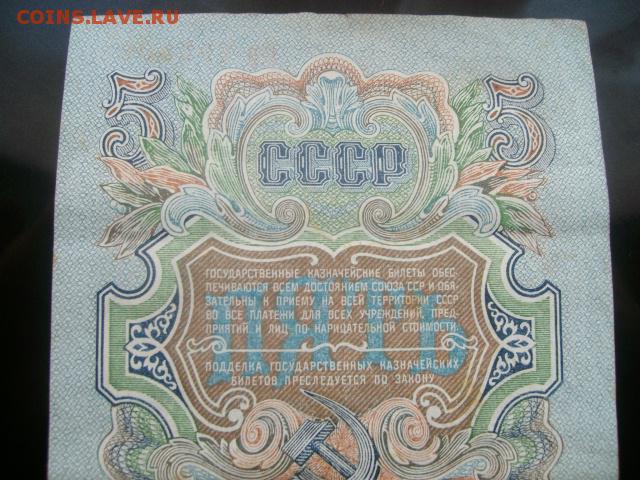 COINS.LAVE.RU
5 5
СССР
ГОСУДАРСТВЕННЫЕ КАЗНАЧЕЙСКИЕ БИЛЕТЫ ОБЕС-
ПЕЧИВАЮТСЯ ВСЕМ ДОСТОЯНИЕМ СОЮЗА ССР И ОБЯ-
ЗАТЕЛЬНЫ К ПРИЕМУ НА ВСЕЙ ТЕРРИТОРИИ СССР
ВО ВСЕ ПЛАТЕЖИ ДЛЯ ВСЕХ УЧРЕЖДЕНИЙ, ПРЕД-
ПРИЯТИЙ И ЛИЦ ПО НАРИЦАТЕЛЬНОЙ СТОИМОСТИ.
ПЯТЬ
ПОДДЕЛКА ГОСУДАРСТВЕННЫХ КАЗНАЧЕЙСКИХ
БИЛЕТОВ ПРЕСЛЕДУЕТСЯ ПО ЗАКОНУ